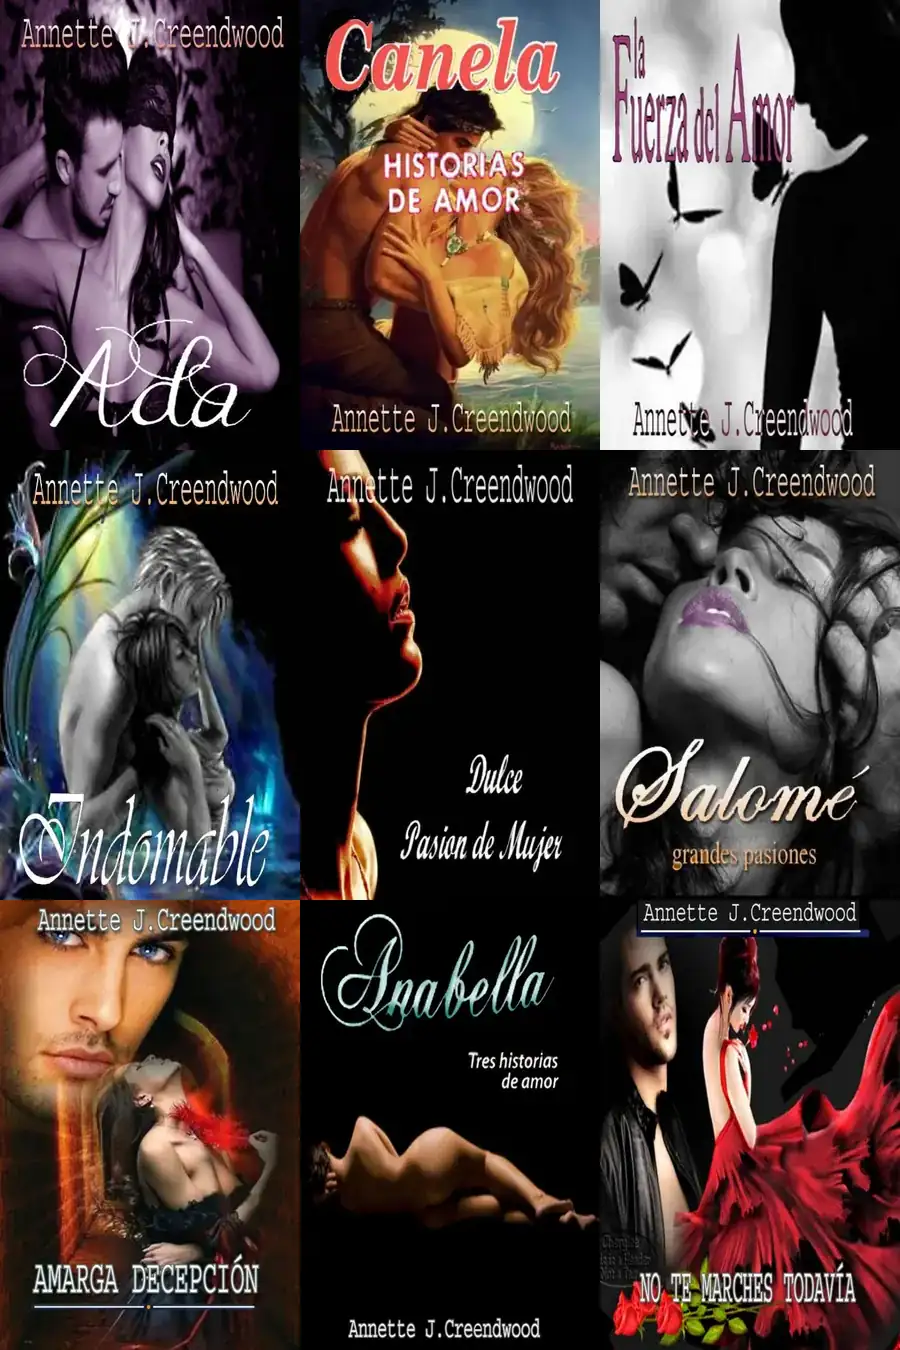 Annette J.Creendwood
Ada
Canela
HISTORIAS
DE AMOR
Annette J.Creendwood
la
Fuerza del Amor
Annette J.Creendwood
Annette J.Creendwood
Indomable
Annette J.Creendwood
Dulce
Pasion de Mujer
Annette J.Creendwood
Salomé
grandes pasiones
Annette J.Creendwood
AMARGA DECEPCIÓN
Anabella
Tres historias
de amor
Annette J.Creendwood
Annette J.Creendwood
NO TE MARCHES TODAVÍA